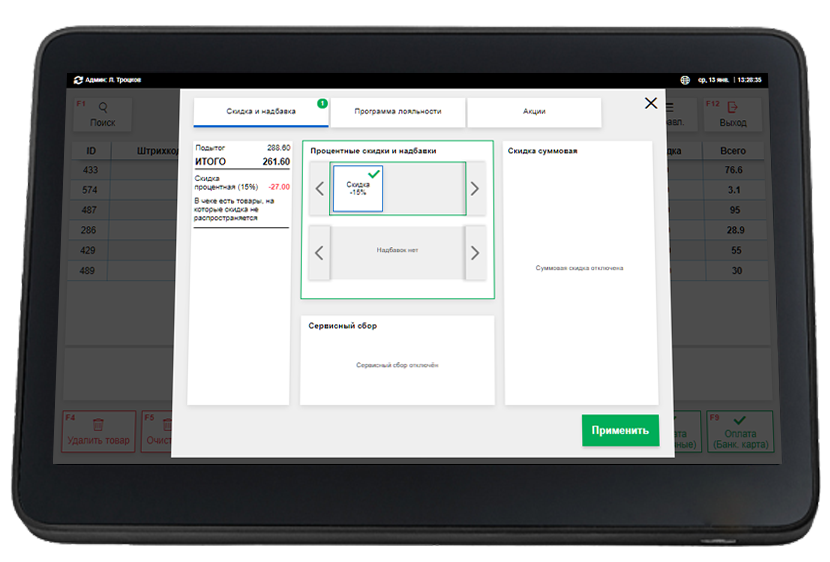 Админ: Л. Троцков
ср, 13 янв. | 13:28:35
F1
Поиск
F12
Выход
ID Штрихкод Всего
433 76.6
574 3.1
487 95
286 28.9
429 55
489 30
F4
Удалить товар
F5
F9
Оплата
(Банк. карта)
Скидка и надбавка 1
Программа лояльности
Акции
Подытог 288.60
ИТОГО 261.60
Скидка
процентная (15%) -27.00
В чеке есть товары, на
которые скидка не
распространяется
Процентные скидки и надбавки
Скидка
-15%
Надбавок нет
Сервисный сбор
Сервисный сбор отключён
Скидка суммовая
Суммовая скидка отключена
Применить